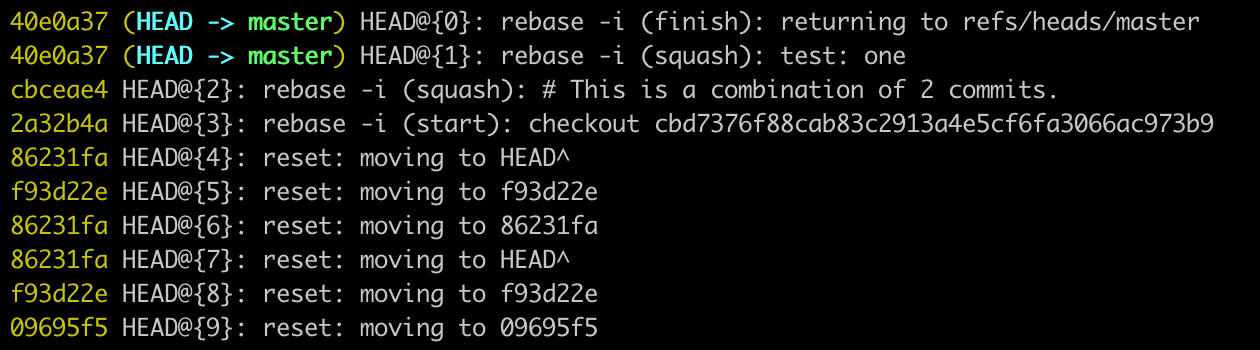 40e0a37 (HEAD -> master) HEAD@{0}: rebase -i (finish): returning to refs/heads/master
40e0a37 (HEAD -> master) HEAD@{1}: rebase -i (squash): test: one
cbceae4 HEAD@{2}: rebase -i (squash): # This is a combination of 2 commits.
2a32b4a HEAD@{3}: rebase -i (start): checkout cbd7376f88cab83c2913a4e5cf6fa3066ac973b9
86231fa HEAD@{4}: reset: moving to HEAD^
f93d22e HEAD@{5}: reset: moving to f93d22e
86231fa HEAD@{6}: reset: moving to 86231fa
86231fa HEAD@{7}: reset: moving to HEAD^
f93d22e HEAD@{8}: reset: moving to f93d22e
09695f5 HEAD@{9}: reset: moving to 09695f5